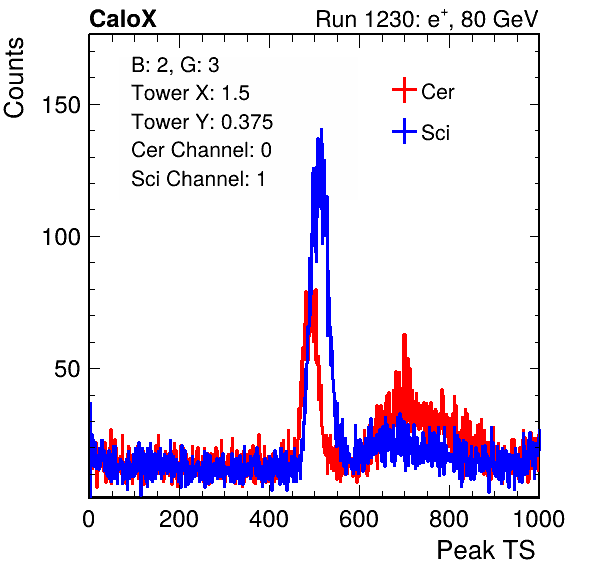 CaloX
Run 1230: e⁺, 80 GeV
Counts
B: 2, G: 3
Tower X: 1.5
Tower Y: 0.375
Cer Channel: 0
Sci Channel: 1
Cer
Sci
150
100
50
0 200 400 600 800 1000
Peak TS